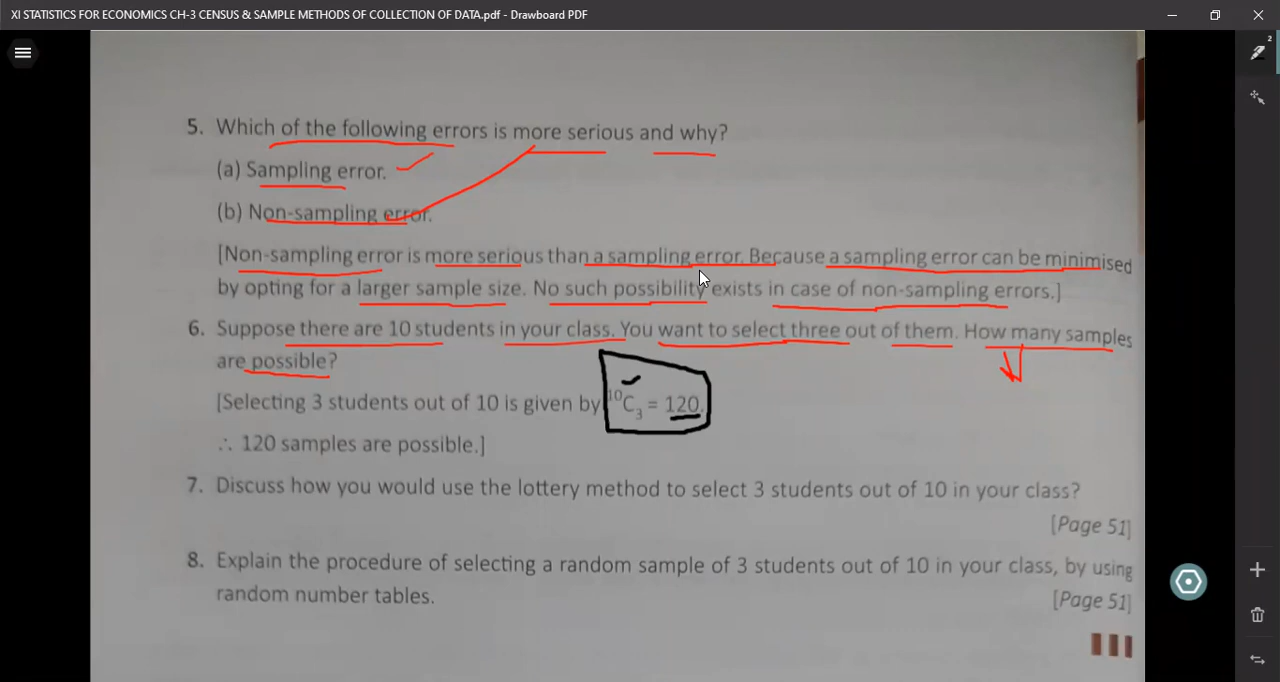 XI STATISTICS FOR ECONOMICS CH-3 CENSUS & SAMPLE METHODS OF COLLECTION OF DATA.pdf - Drawboard PDF
2
5. Which of the following errors is more serious and why?
(a) Sampling error.
(b) Non-sampling error.
[Non-sampling error is more serious than a sampling error. Because a sampling error can be minimised
by opting for a larger sample size. No such possibility exists in case of non-sampling errors.]
6. Suppose there are 10 students in your class. You want to select three out of them. How many samples
are possible?
[Selecting 3 students out of 10 is given by ¹⁰C₃ = 120.
∴ 120 samples are possible.]
7. Discuss how you would use the lottery method to select 3 students out of 10 in your class?
[Page 51]
8. Explain the procedure of selecting a random sample of 3 students out of 10 in your class, by using
random number tables.
[Page 51]